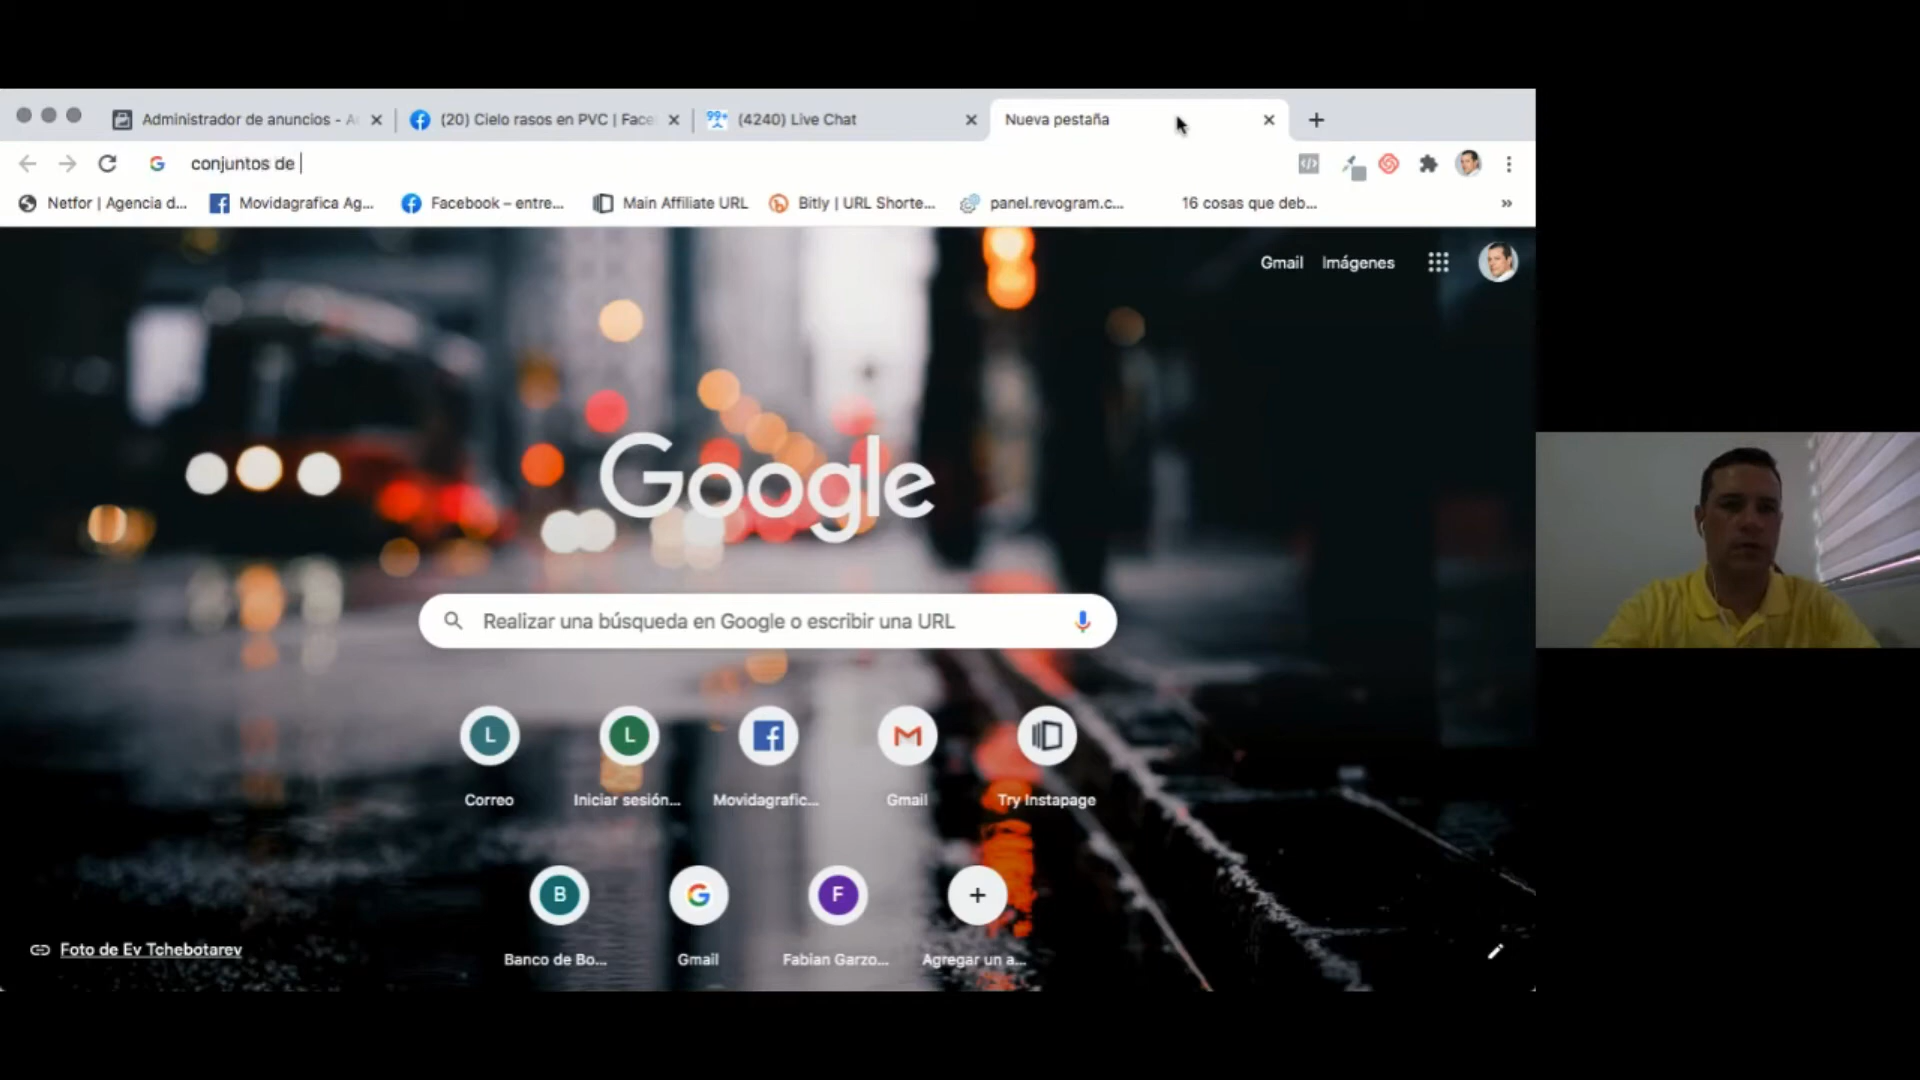 Administrador de anuncios - A
(20) Cielo rasos en PVC | Face
99+
(4240) Live Chat
Nueva pestaña
conjuntos de
Netfor | Agencia d...
Movidagrafica Ag...
Facebook – entre...
Main Affiliate URL
Bitly | URL Shorte...
panel.revogram.c...
16 cosas que deb...
»
Gmail
Imágenes
Google
Realizar una búsqueda en Google o escribir una URL
L
L
Correo
Iniciar sesión...
Movidagrafic...
Gmail
Try Instapage
B
G
F
Banco de Bo...
Gmail
Fabian Garzo...
Agregar un a...
Foto de Ev Tchebotarev